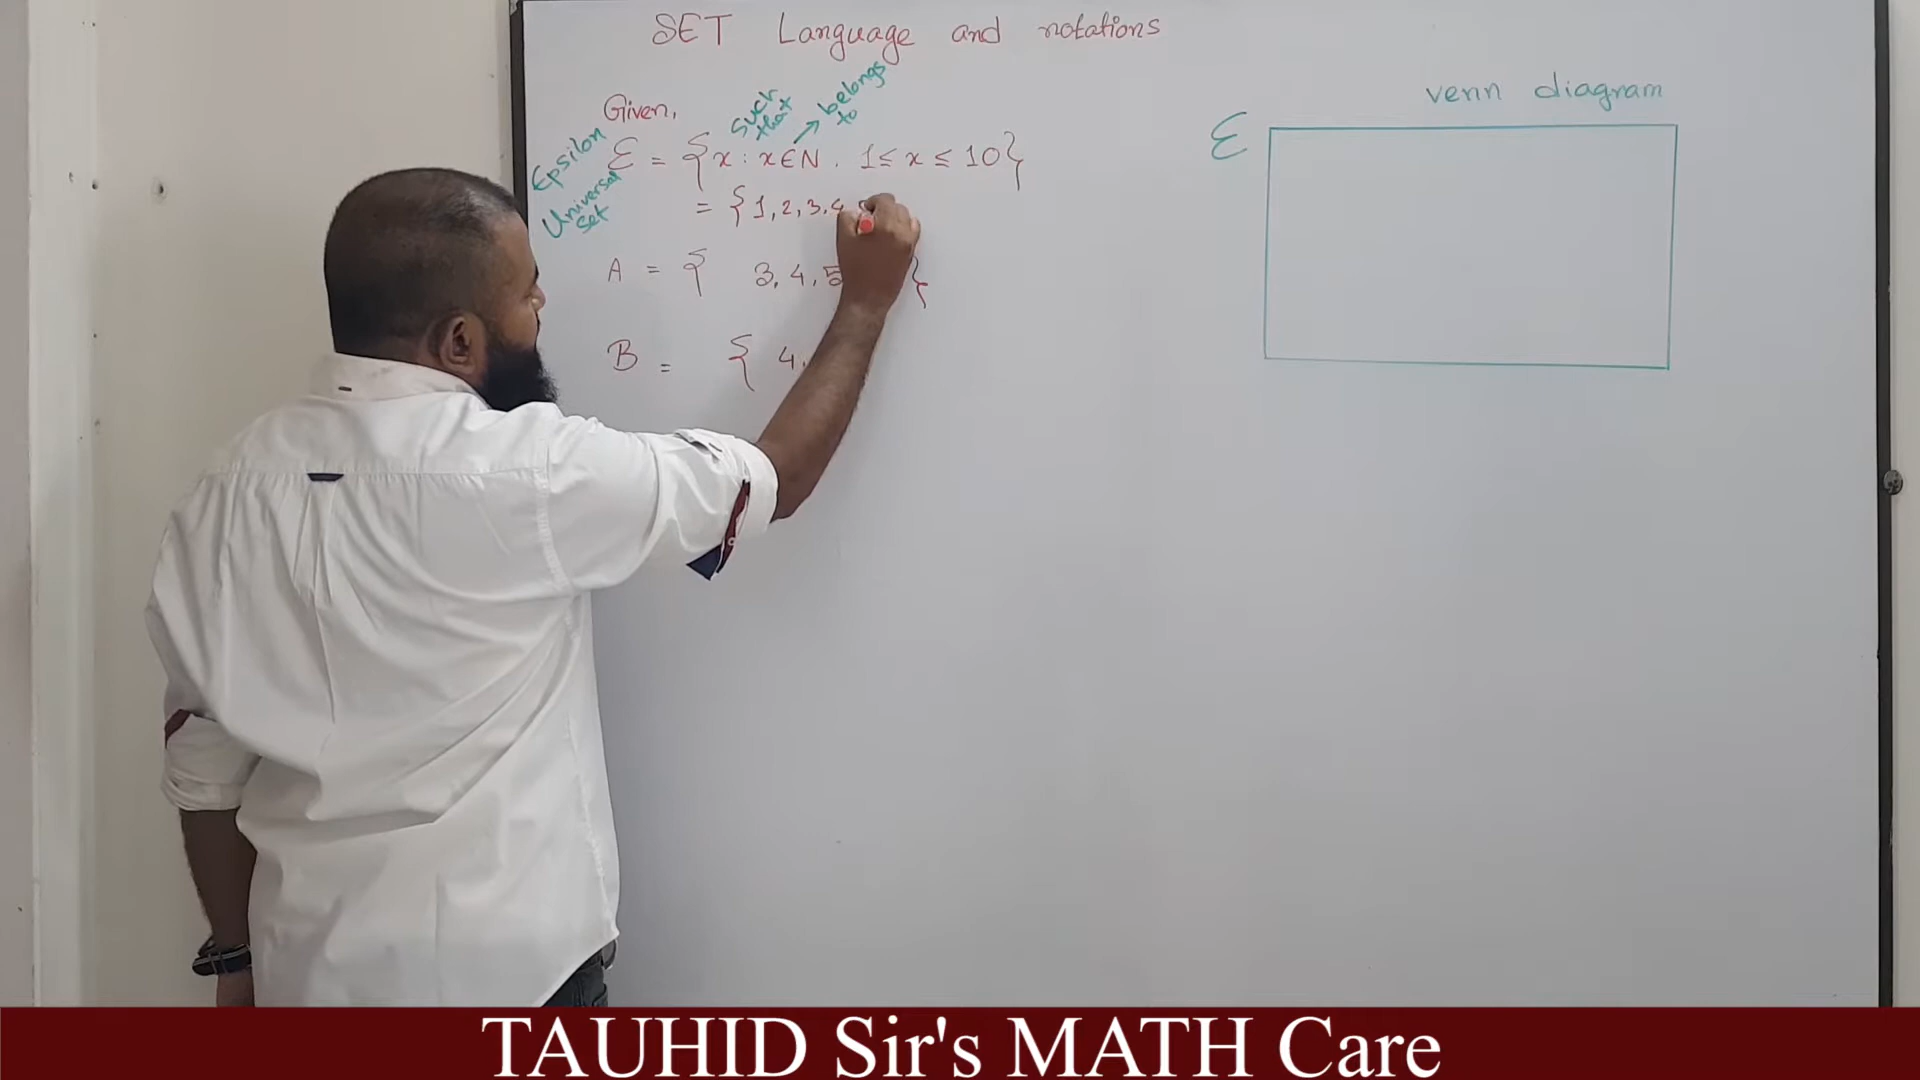 SET Language and notations
Given,
such that
belongs to
Epsilon
Universal set
ℰ = {x : x∈N . 1 ≤ x ≤ 10}
= {1, 2, 3, 4
A = { 3, 4, 5 }
B = { 4,
venn diagram
ℰ
TAUHID Sir's MATH Care